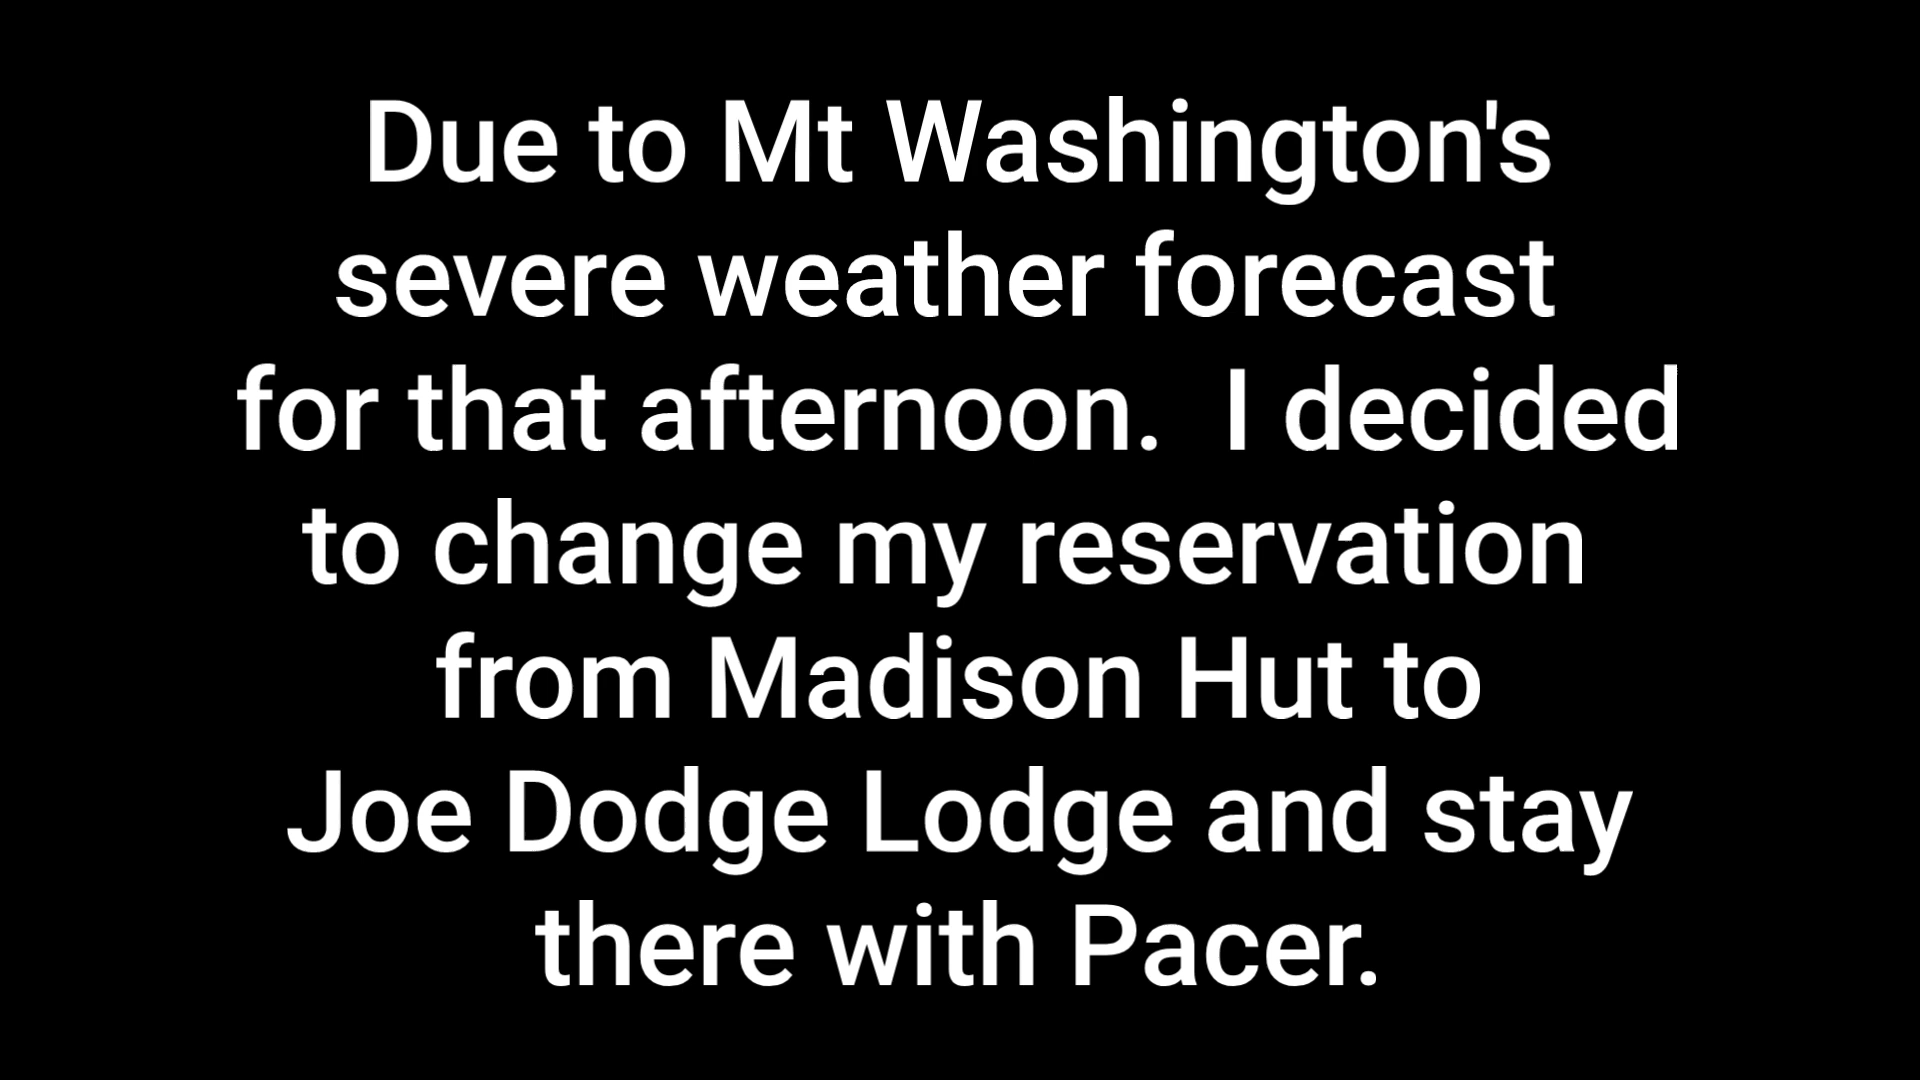 Due to Mt Washington's
severe weather forecast
for that afternoon.  I decided
to change my reservation
from Madison Hut to
Joe Dodge Lodge and stay
there with Pacer.